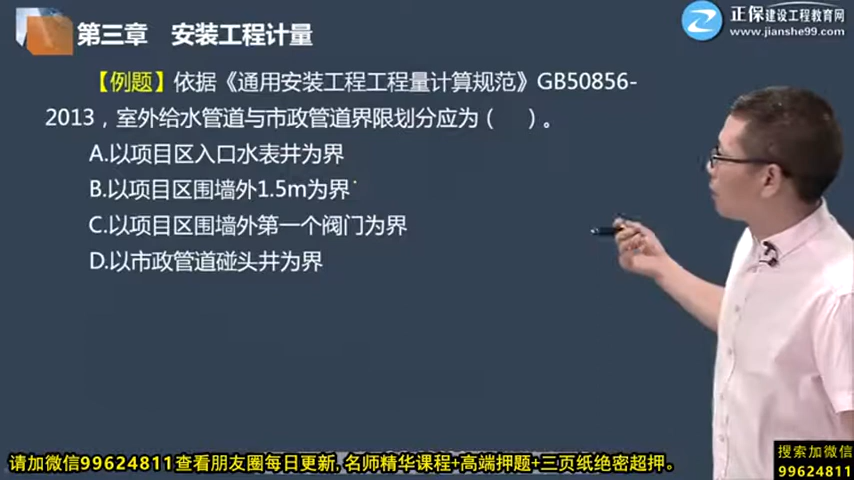 第三章 安装工程计量
正保建设工程教育网
www.jianshe99.com
【例题】依据《通用安装工程工程量计算规范》GB50856-
2013，室外给水管道与市政管道界限划分应为（ ）。
A.以项目区入口水表井为界
B.以项目区围墙外1.5m为界
C.以项目区围墙外第一个阀门为界
D.以市政管道碰头井为界
请加微信99624811查看朋友圈每日更新,名师精华课程+高端押题+三页纸绝密超押。
搜索加微信
99624811